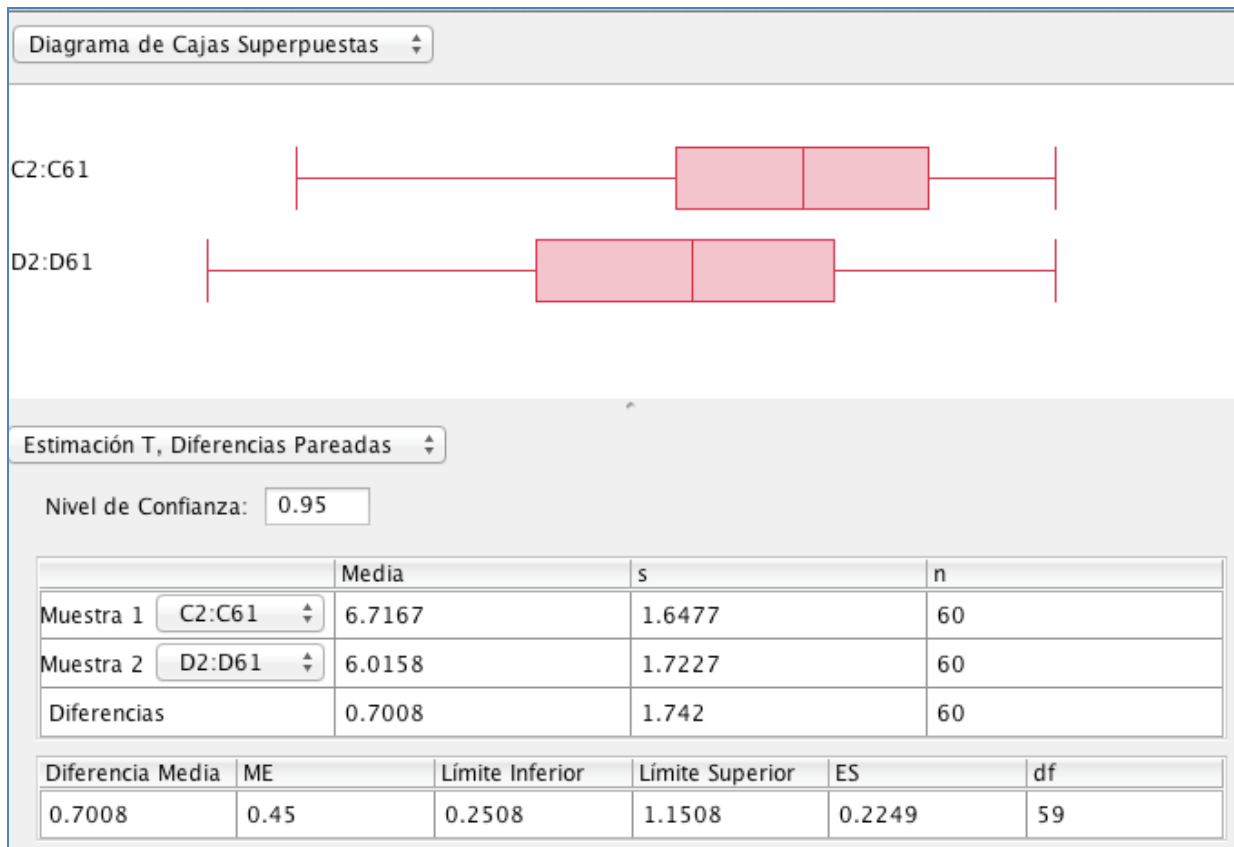 Diagrama de Cajas Superpuestas
C2:C61
D2:D61
Estimación T, Diferencias Pareadas
Nivel de Confianza: 0.95
Media s n
Muestra 1 C2:C61 6.7167 1.6477 60
Muestra 2 D2:D61 6.0158 1.7227 60
Diferencias 0.7008 1.742 60
Diferencia Media ME Límite Inferior Límite Superior ES df
0.7008 0.45 0.2508 1.1508 0.2249 59